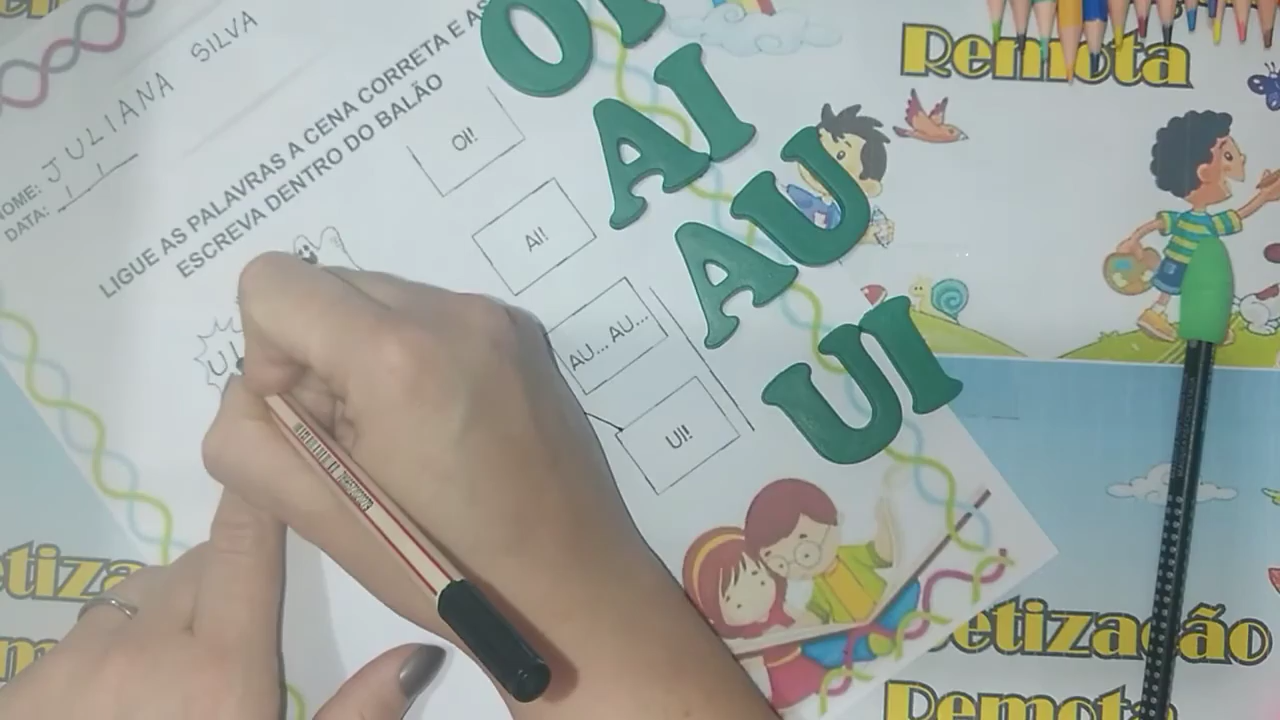 NOME: JULIANA SILVA
DATA:
LIGUE AS PALAVRAS A CENA CORRETA E AS
ESCREVA DENTRO DO BALÃO
OI!
AI!
AU... AU...
UI!
UI
OI
AI
AU
UI
Remota
etização
Remota
etiza